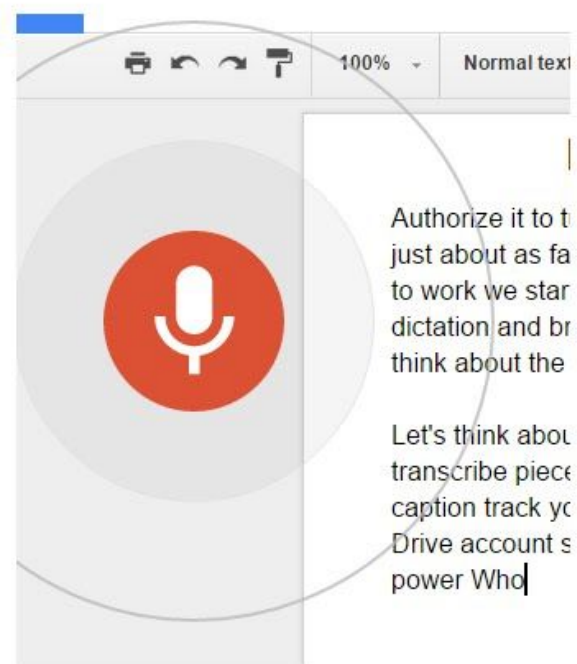 100% Normal text
Authorize it to
just about as fa
to work we star
dictation and br
think about the
Let's think abou
transcribe piece
caption track yo
Drive account s
power Who